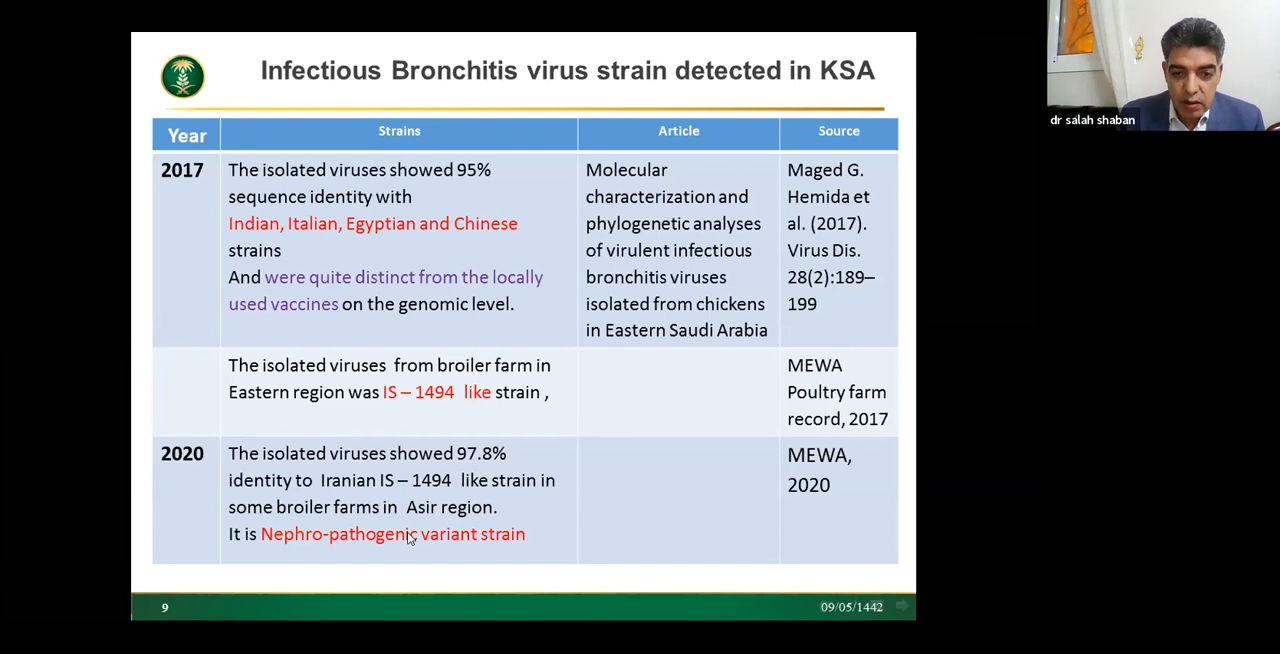 Infectious Bronchitis virus strain detected in KSA
dr salah shaban
Year
Strains
Article
Source
2017
The isolated viruses showed 95%
sequence identity with
Indian, Italian, Egyptian and Chinese
strains
And were quite distinct from the locally
used vaccines on the genomic level.
Molecular
characterization and
phylogenetic analyses
of virulent infectious
bronchitis viruses
isolated from chickens
in Eastern Saudi Arabia
Maged G.
Hemida et
al. (2017).
Virus Dis.
28(2):189–
199
The isolated viruses from broiler farm in
Eastern region was IS – 1494 like strain ,
MEWA
Poultry farm
record, 2017
2020
The isolated viruses showed 97.8%
identity to Iranian IS – 1494 like strain in
some broiler farms in Asir region.
It is Nephro-pathogenic variant strain
MEWA,
2020
9
09/05/1442